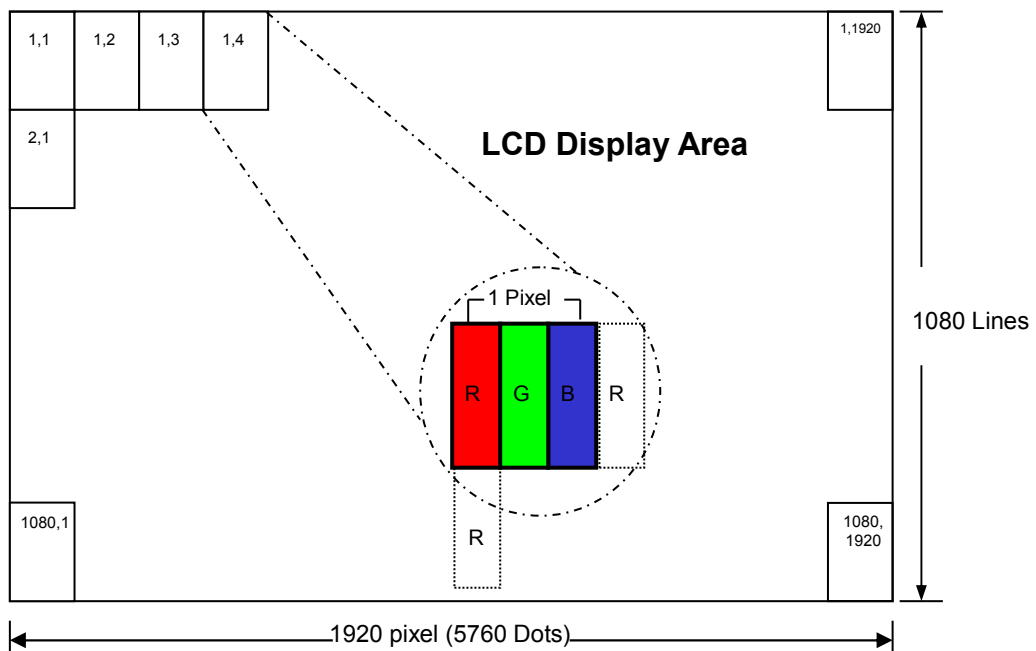 1,1 1,2 1,3 1,4 1,1920
2,1
LCD Display Area
1 Pixel
1080 Lines
R G B R
R
1080,1
1080,
1920
1920 pixel (5760 Dots)